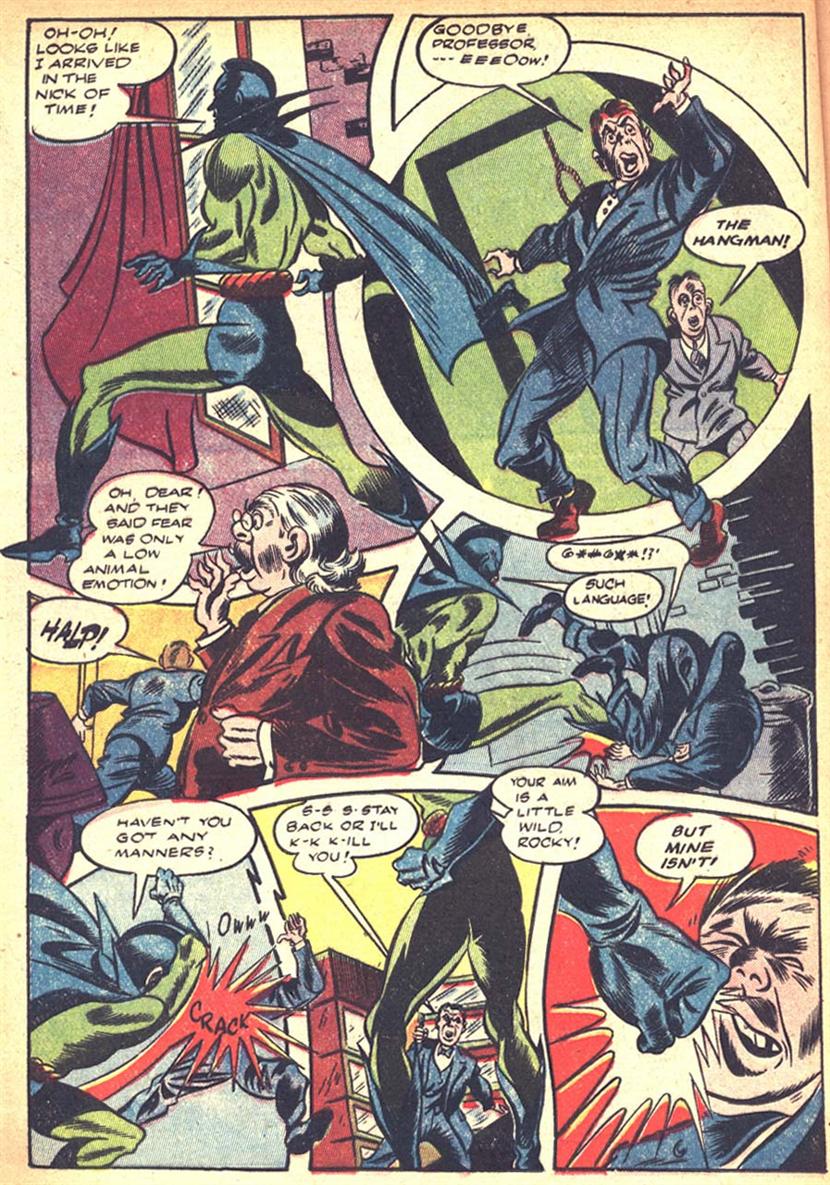 OH-OH!
LOOKS LIKE
I ARRIVED
IN THE
NICK OF
TIME!
GOODBYE,
PROFESSOR,
--- EEEOOW!
THE
HANGMAN!
OH, DEAR!
AND THEY
SAID FEAR
WAS ONLY
A LOW
ANIMAL
EMOTION!
HALP!
G*#G*#!?'
SUCH
LANGUAGE!
HAVEN'T YOU
GOT ANY
MANNERS?
Owww
CRACK
S-S S-STAY
BACK OR I'LL
K-K K-ILL
YOU!
YOUR AIM
IS A
LITTLE
WILD,
ROCKY!
BUT
MINE
ISN'T!
6